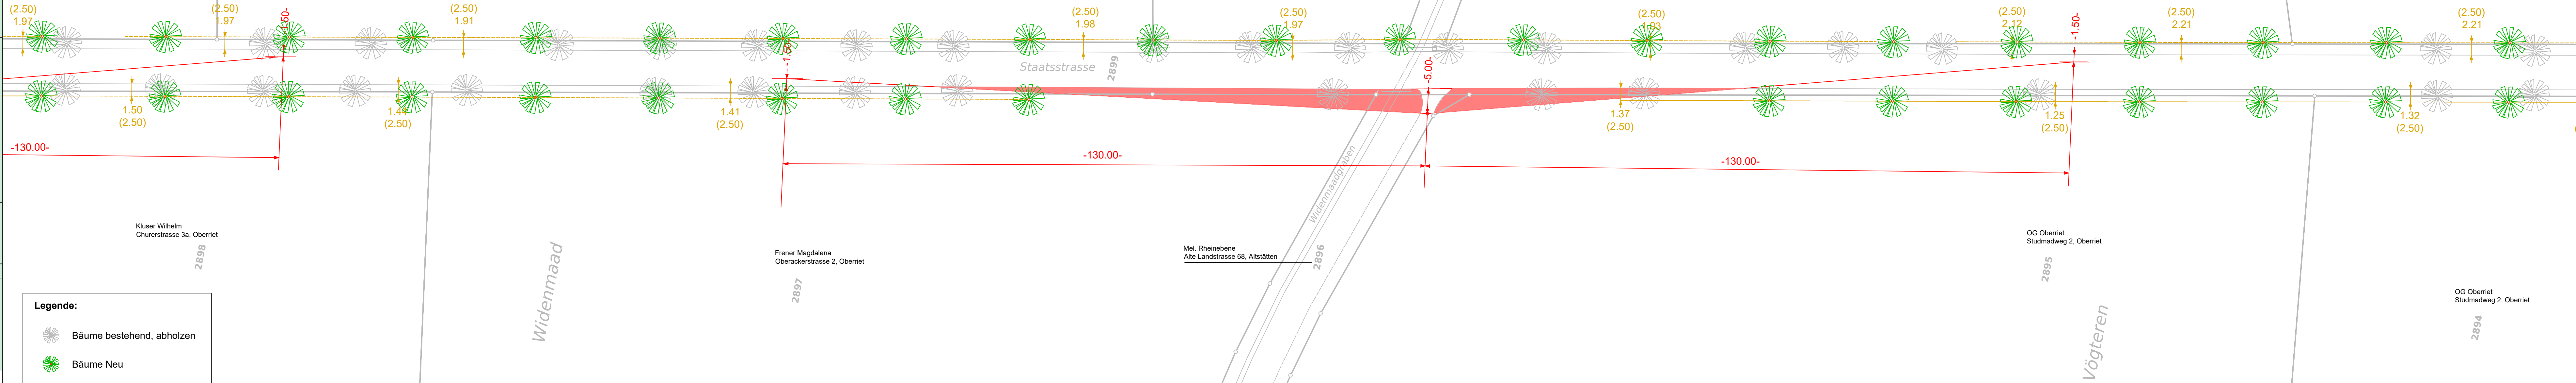 (2.50)
1.97
(2.50)
1.97
(2.50)
1.91
(2.50)
1.98
(2.50)
1.97
(2.50)
1.93
(2.50)
2.12
-1.50-
(2.50)
2.21
(2.50)
2.21
-1.50-
Staatsstrasse
2899
-5.00-
1.50
(2.50)
(2.50)
1.41
(2.50)
1.37
(2.50)
1.25
(2.50)
1.32
(2.50)
-130.00-
-130.00-
-130.00-
Widenmaadgraben
Kluser Wilhelm
Churerstrasse 3a, Oberriet
2898
Widenmaad
Frener Magdalena
Oberackerstrasse 2, Oberriet
2897
Mel. Rheinebene
Alte Landstrasse 68, Altstätten
2896
OG Oberriet
Studmadweg 2, Oberriet
2895
Vögteren
OG Oberriet
Studmadweg 2, Oberriet
2894
Legende:
Bäume bestehend, abholzen
Bäume Neu